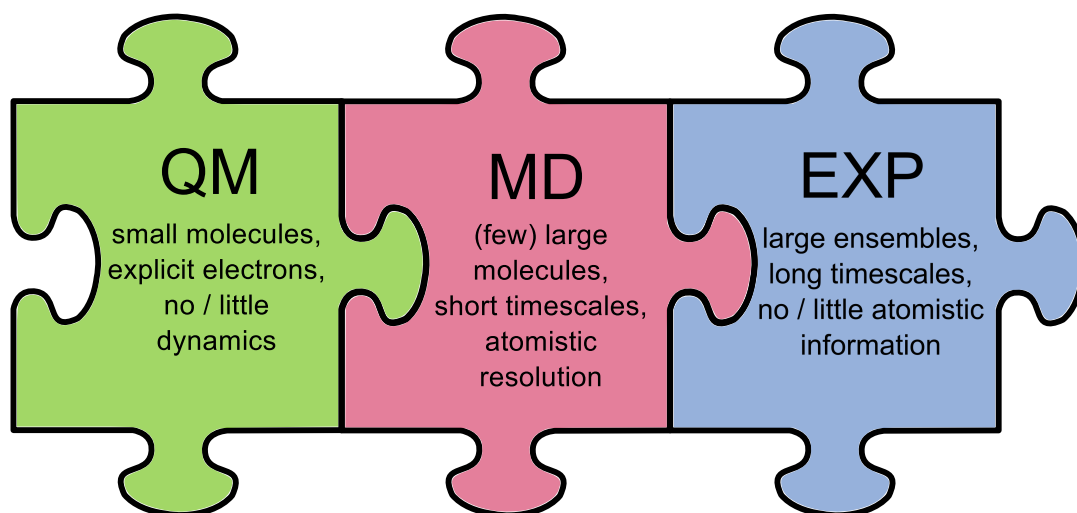 QM
small molecules,
explicit electrons,
no / little
dynamics
MD
(few) large
molecules,
short timescales,
atomistic
resolution
EXP
large ensembles,
long timescales,
no / little atomistic
information